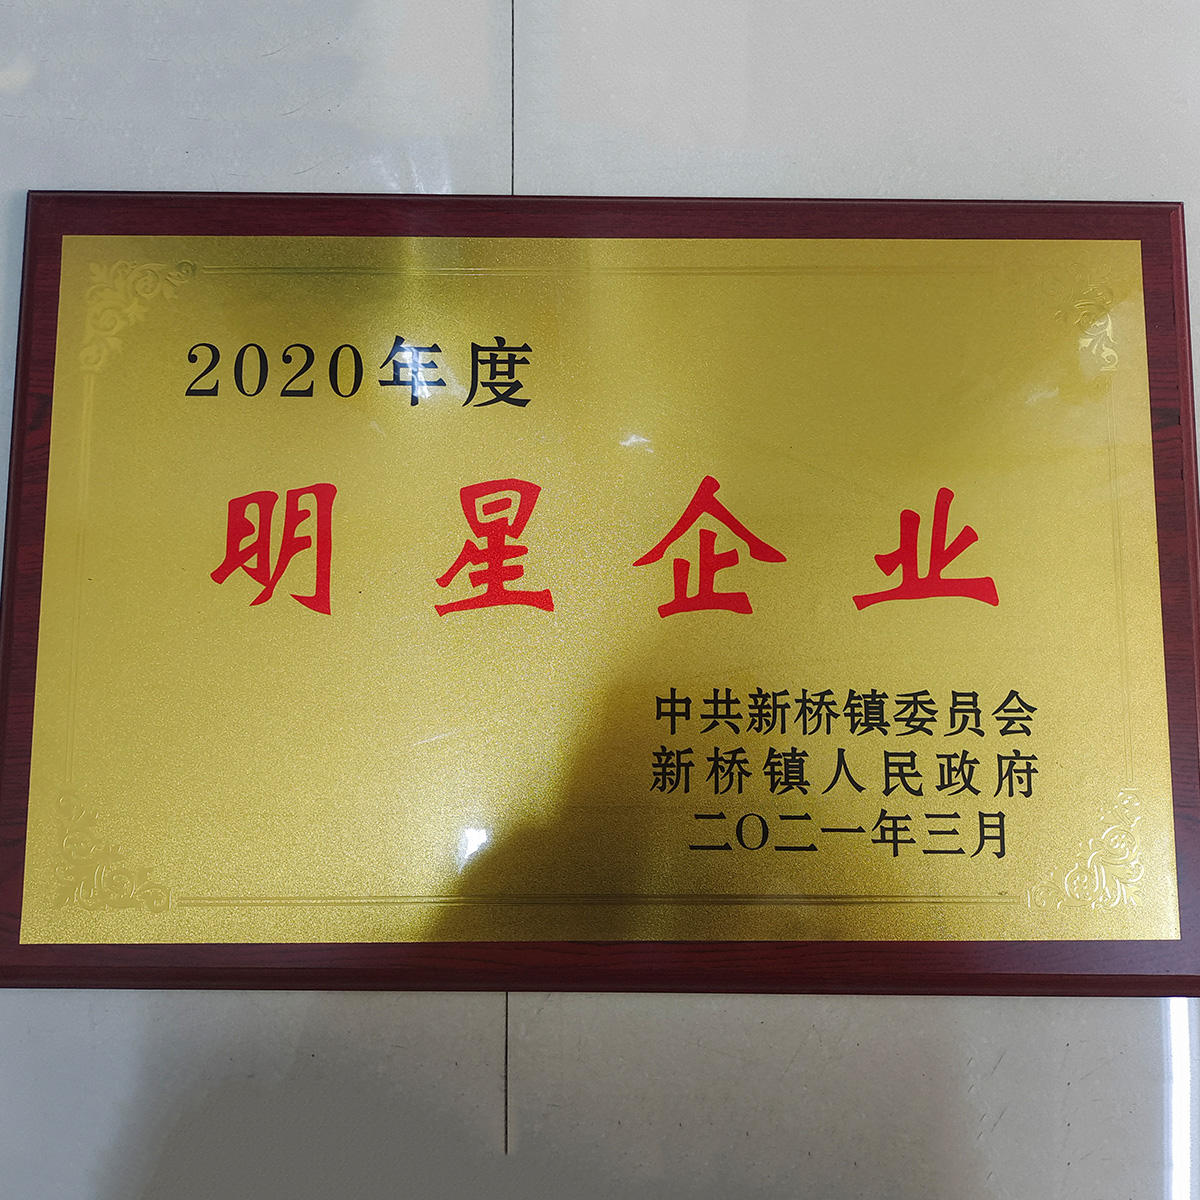 2020年度
明星企业
中共新桥镇委员会
新桥镇人民政府
二〇二一年三月